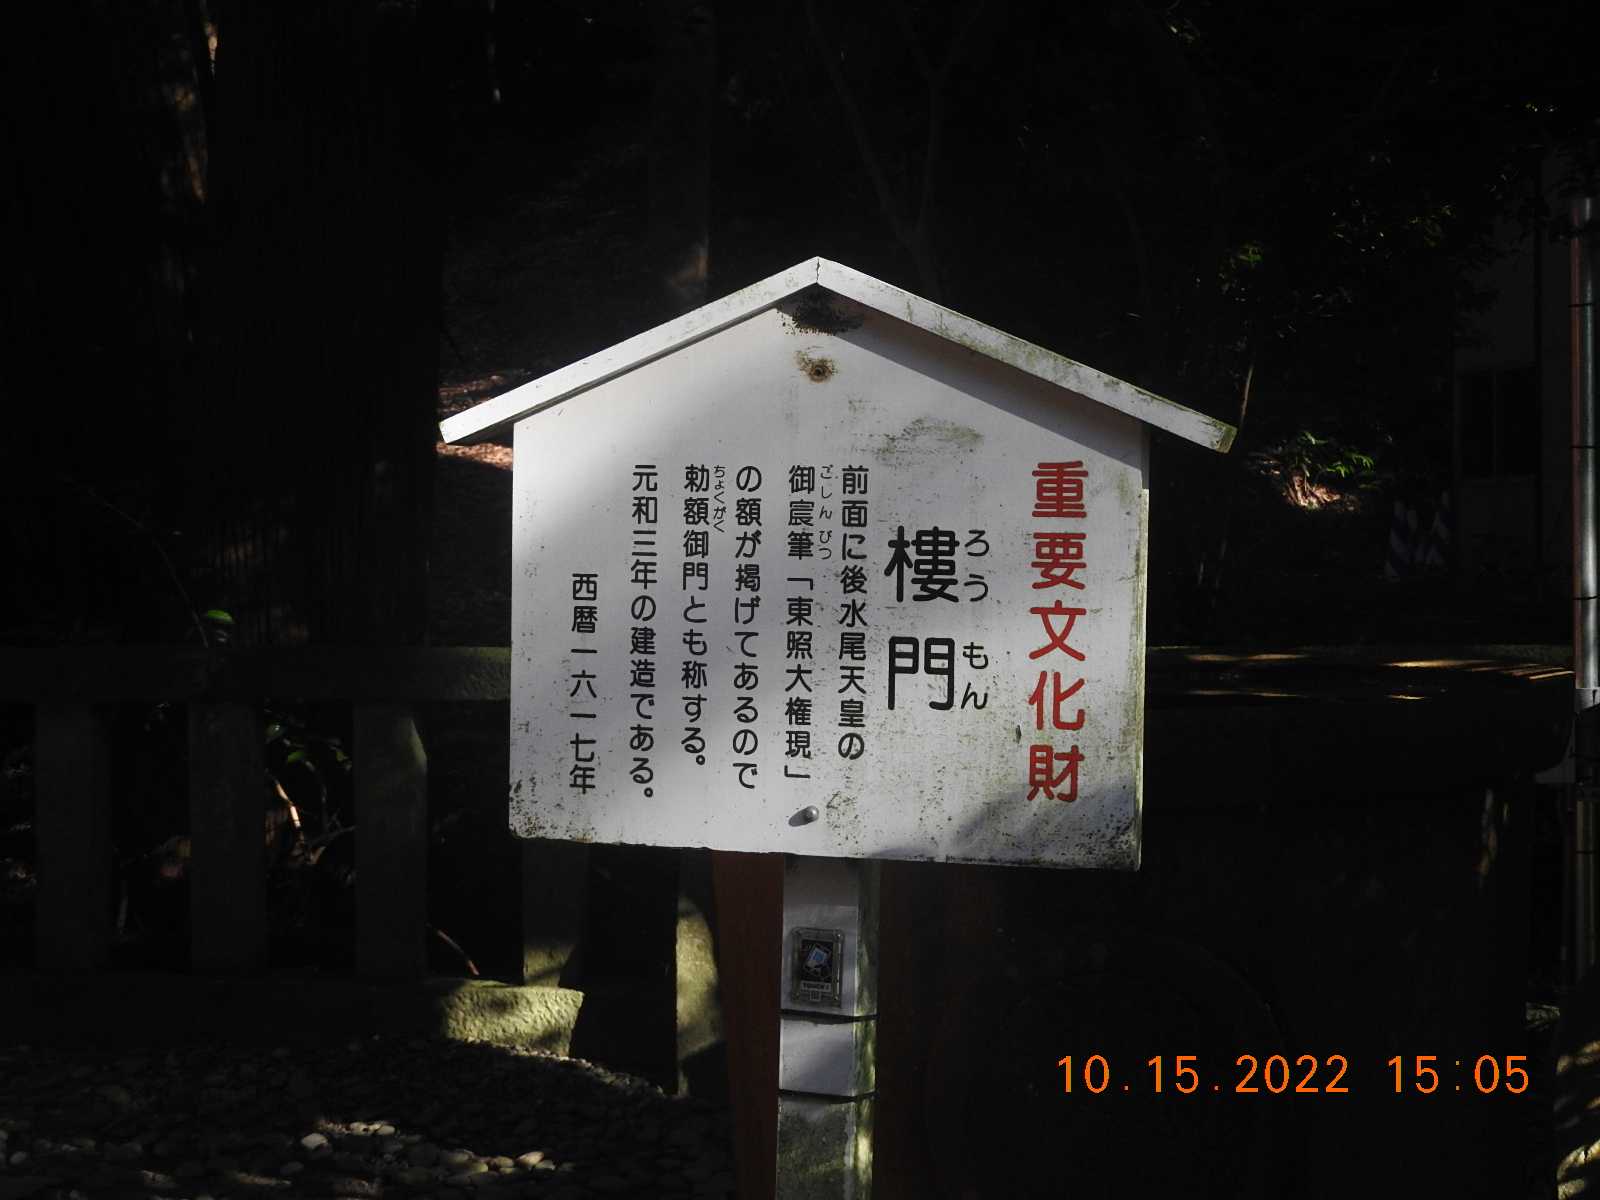 重要文化財
ろうもん
樓門
前面に後水尾天皇の
ごしんぴつ
御宸筆「東照大権現」
の額が掲げてあるので
ちょくがく
勅額御門とも称する。
元和三年の建造である。
西暦一六一七年
10.15.2022 15:05